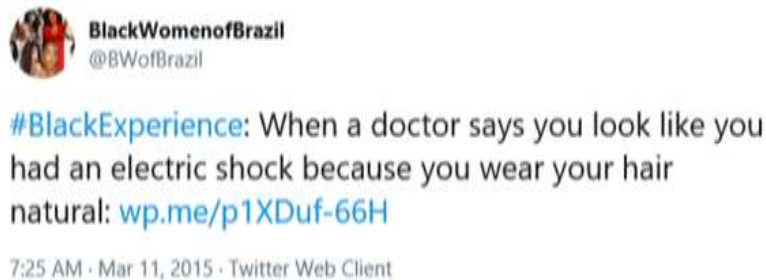 BlackWomenofBrazil
@BWofBrazil
#BlackExperience: When a doctor says you look like you
had an electric shock because you wear your hair
natural: wp.me/p1XDuf-66H
7:25 AM · Mar 11, 2015 · Twitter Web Client